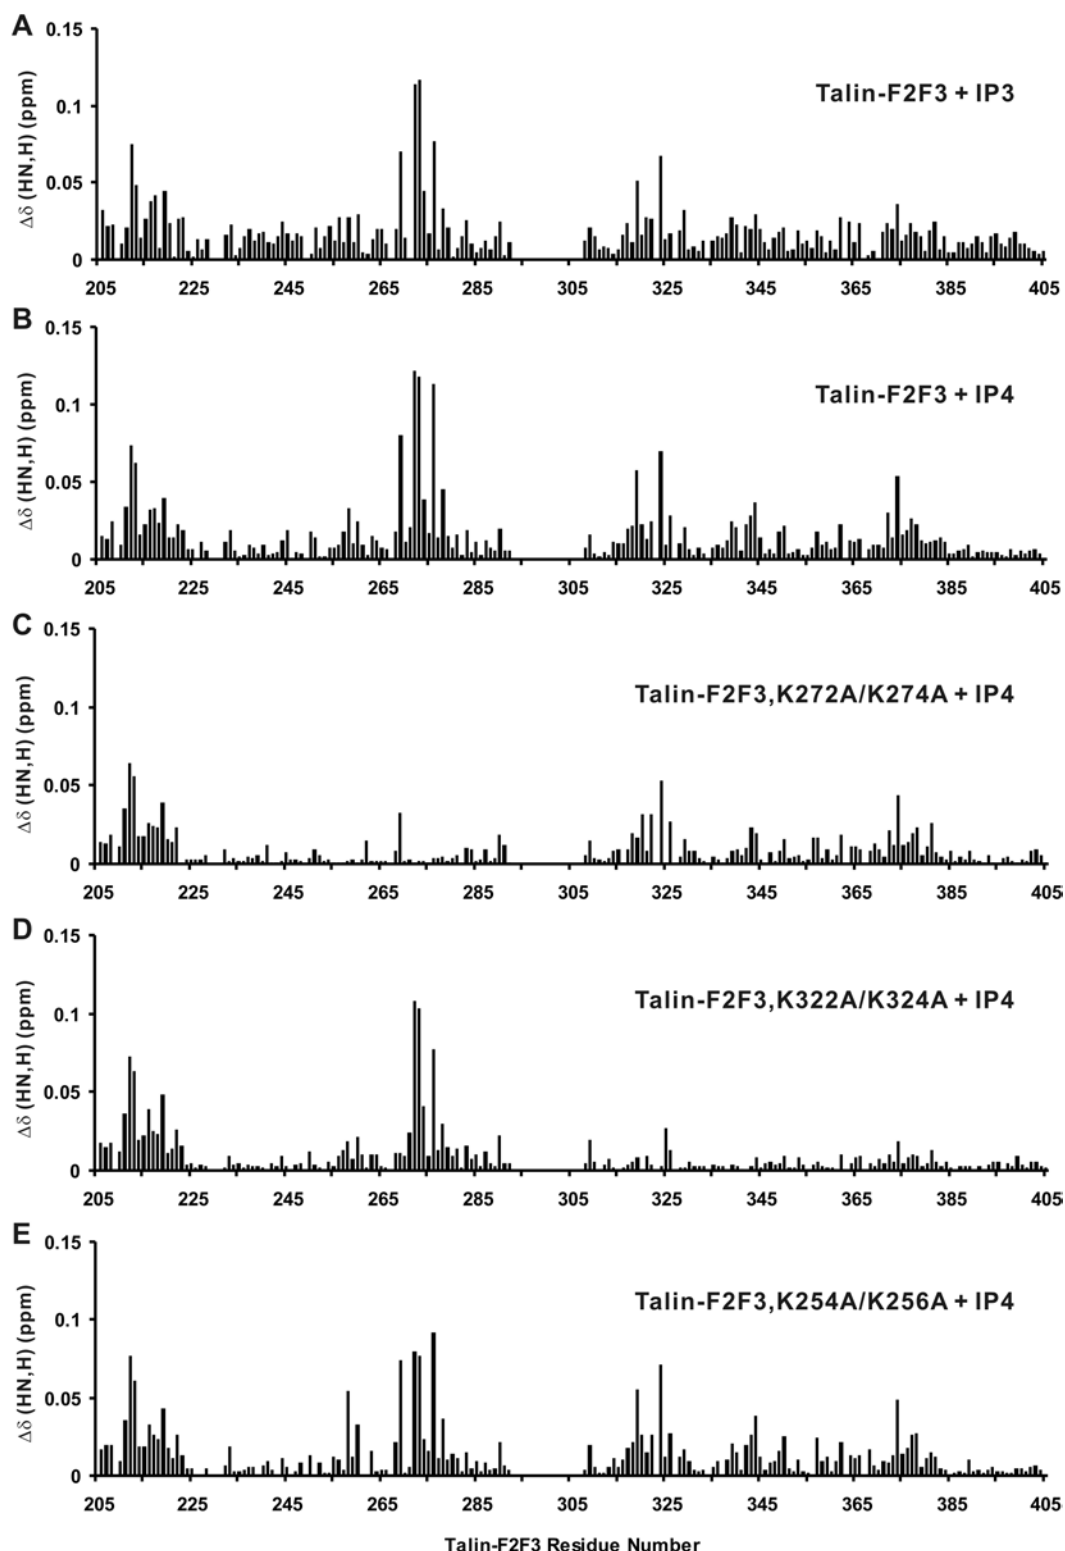 A
0.15
0.1
0.05
0
Δδ (HN,H) (ppm)
Talin-F2F3 + IP3
205 225 245 265 285 305 325 345 365 385 405
B
0.15
0.1
0.05
0
Δδ (HN,H) (ppm)
Talin-F2F3 + IP4
205 225 245 265 285 305 325 345 365 385 405
C
0.15
0.1
0.05
0
Δδ (HN,H) (ppm)
Talin-F2F3,K272A/K274A + IP4
205 225 245 265 285 305 325 345 365 385 405
D
0.15
0.1
0.05
0
Δδ (HN,H) (ppm)
Talin-F2F3,K322A/K324A + IP4
205 225 245 265 285 305 325 345 365 385 405
E
0.15
0.1
0.05
0
Δδ (HN,H) (ppm)
Talin-F2F3,K254A/K256A + IP4
205 225 245 265 285 305 325 345 365 385 405
Talin-F2F3 Residue Number